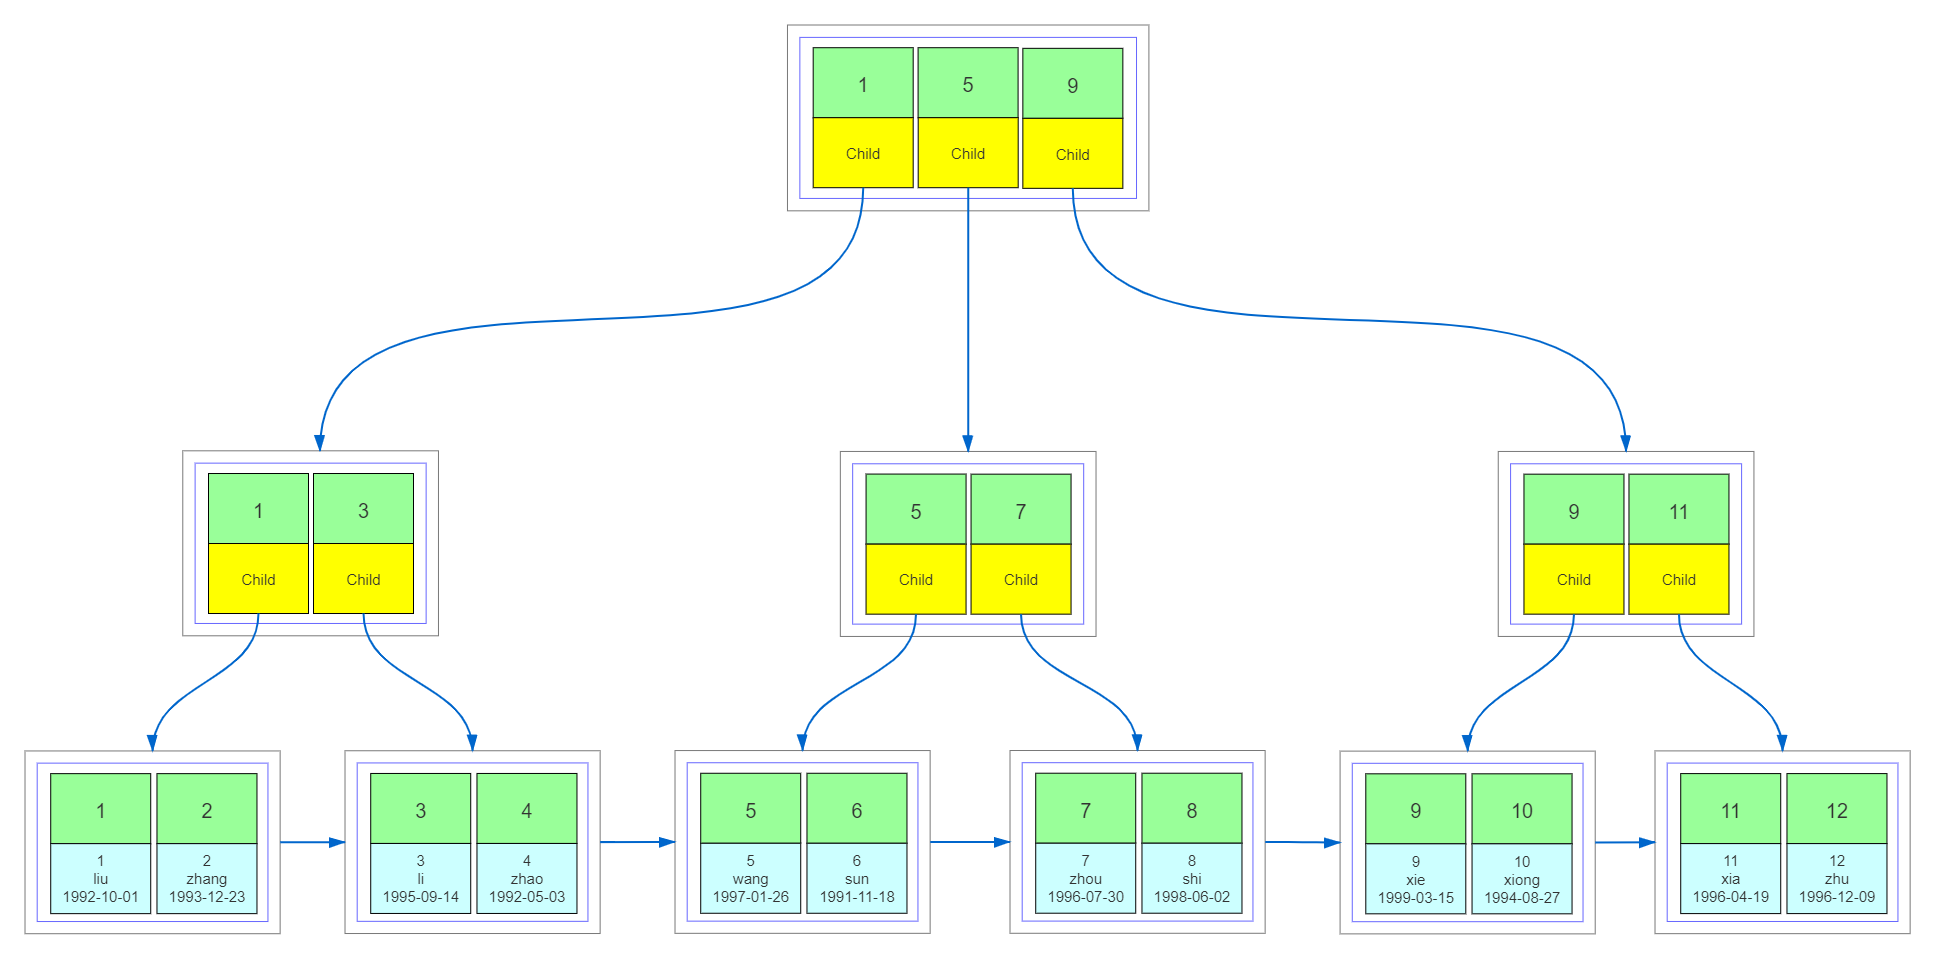 1 5 9
Child Child Child
1 3 5 7 9 11
Child Child Child Child Child Child
1 2 3 4 5 6 7 8 9 10 11 12
1 2 3 4 5 6 7 8 9 10 11 12
liu zhang li zhao wang sun zhou shi xie xiong xia zhu
1992-10-01 1993-12-23 1995-09-14 1992-05-03 1997-01-26 1991-11-18 1996-07-30 1998-06-02 1999-03-15 1994-08-27 1996-04-19 1996-12-09